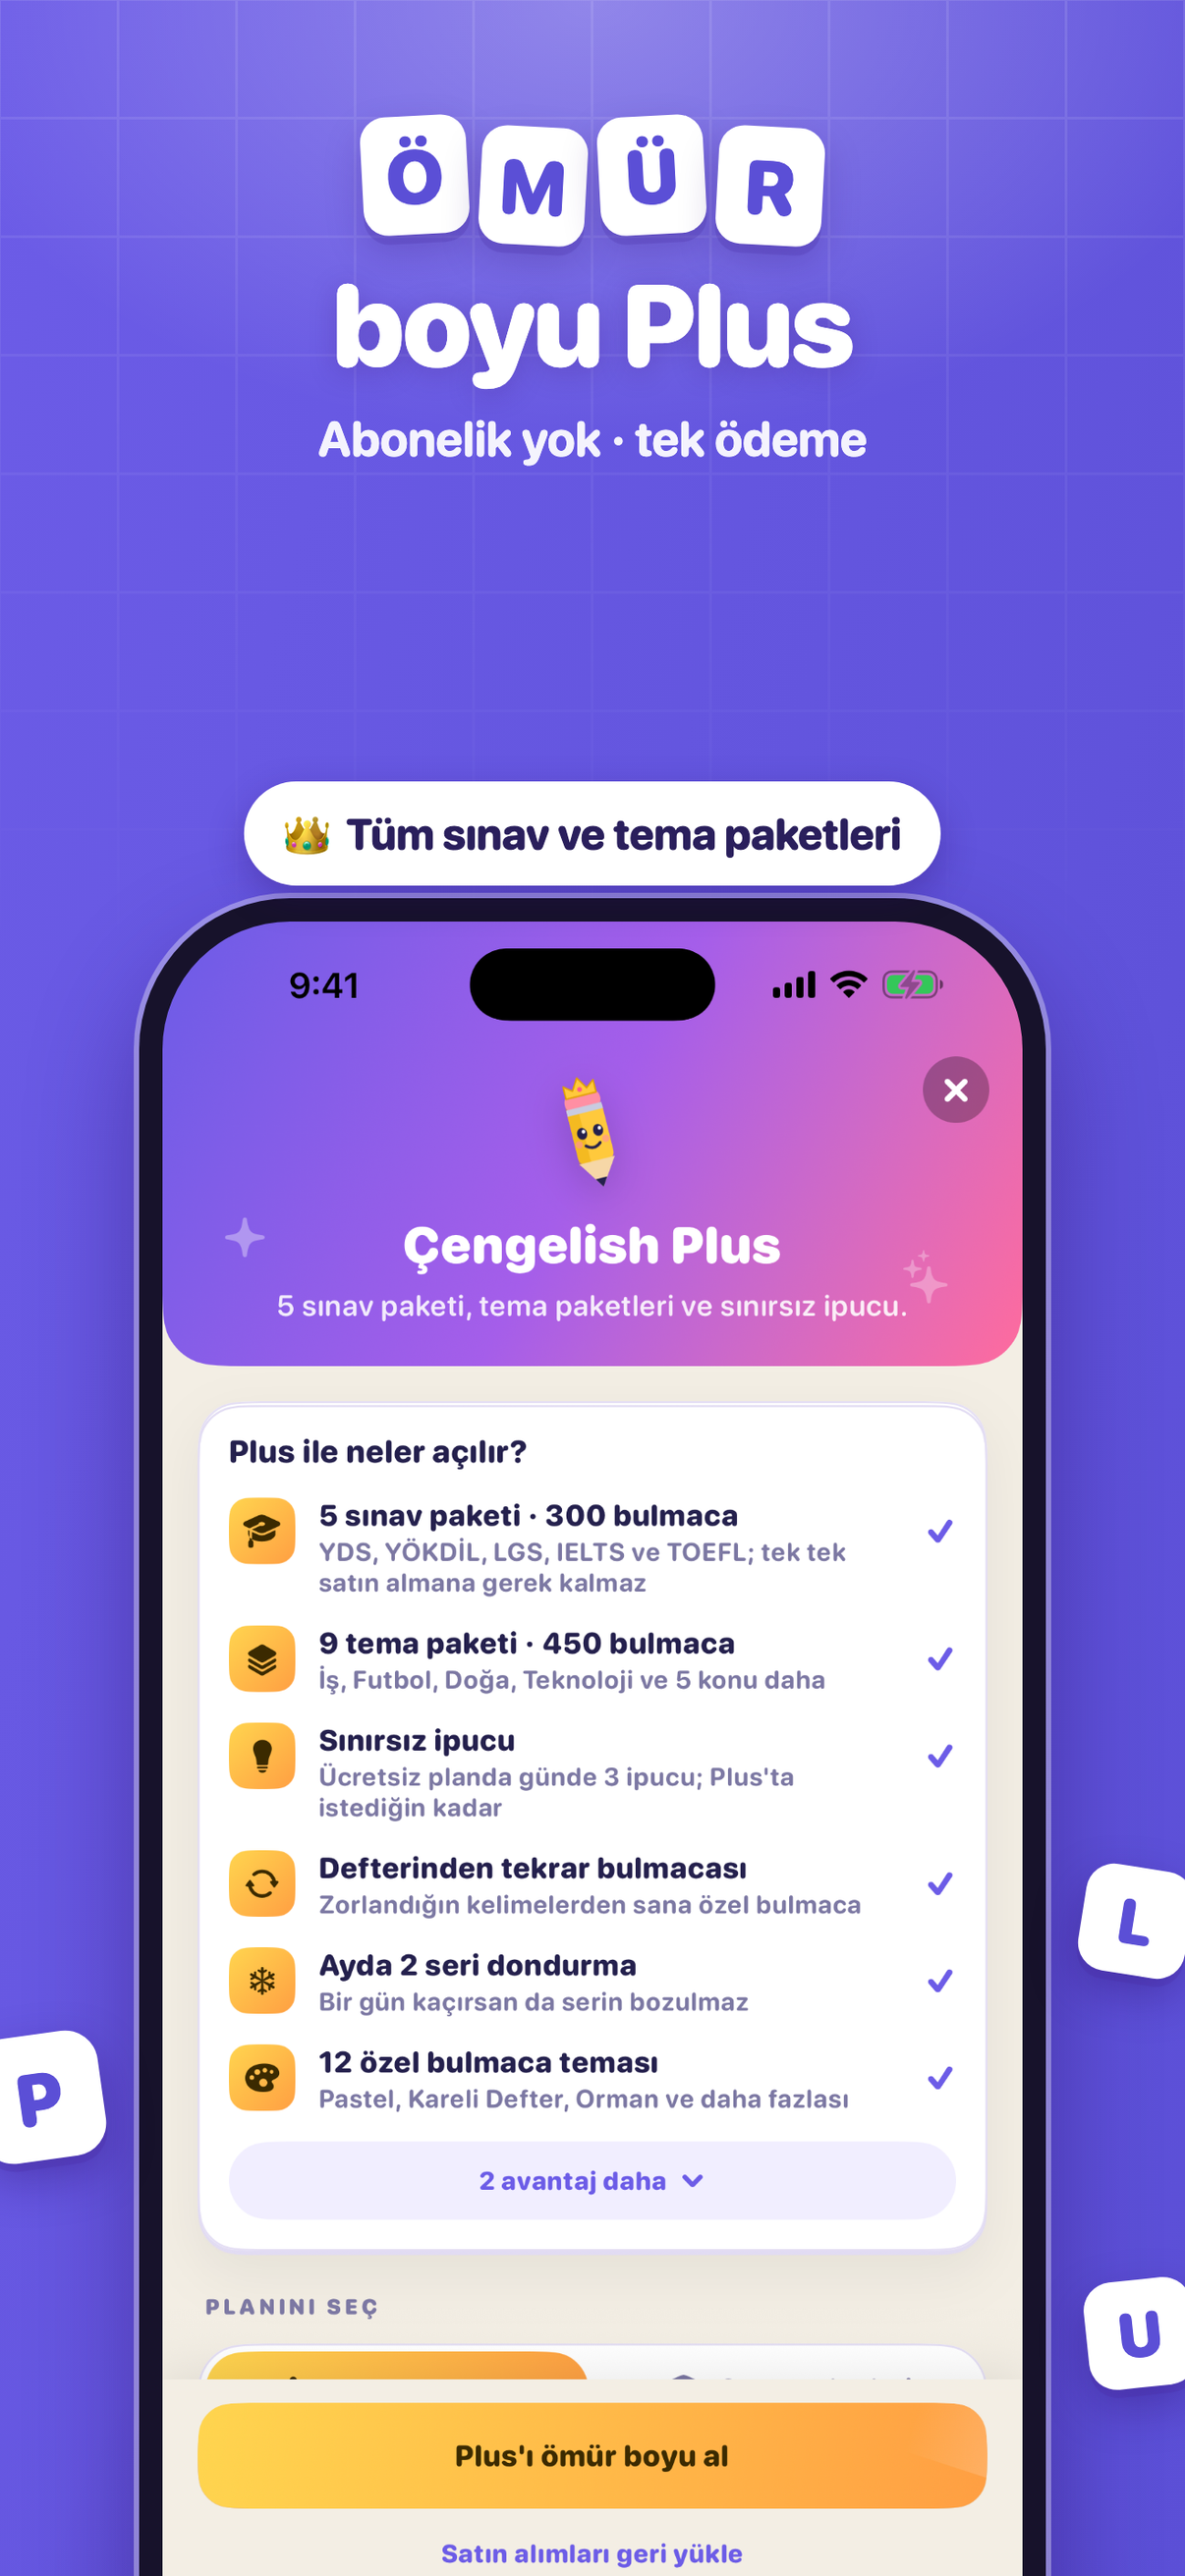 ÖMÜR
boyu Plus
Abonelik yok · tek ödeme
👑 Tüm sınav ve tema paketleri
9:41
Çengelish Plus
5 sınav paketi, tema paketleri ve sınırsız ipucu.
Plus ile neler açılır?
5 sınav paketi · 300 bulmaca
YDS, YÖKDİL, LGS, IELTS ve TOEFL; tek tek
satın almana gerek kalmaz
9 tema paketi · 450 bulmaca
İş, Futbol, Doğa, Teknoloji ve 5 konu daha
Sınırsız ipucu
Ücretsiz planda günde 3 ipucu; Plus'ta
istediğin kadar
Defterinden tekrar bulmacası
Zorlandığın kelimelerden sana özel bulmaca
L
Ayda 2 seri dondurma
Bir gün kaçırsan da serin bozulmaz
P
12 özel bulmaca teması
Pastel, Kareli Defter, Orman ve daha fazlası
2 avantaj daha
PLANINI SEÇ
U
Plus'ı ömür boyu al
Satın alımları geri yükle